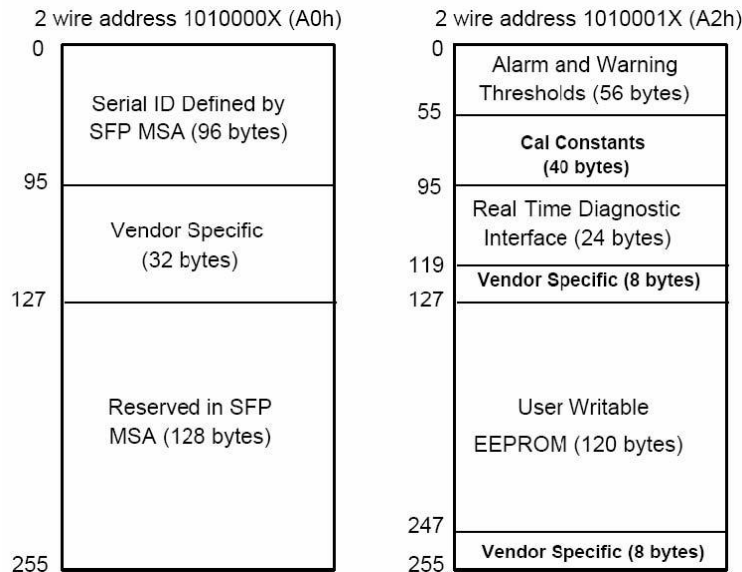 2 wire address 1010000X (A0h)
0
Serial ID Defined by
SFP MSA (96 bytes)
95
Vendor Specific
(32 bytes)
127
Reserved in SFP
MSA (128 bytes)
255
2 wire address 1010001X (A2h)
0
Alarm and Warning
Thresholds (56 bytes)
55
Cal Constants
(40 bytes)
95
Real Time Diagnostic
Interface (24 bytes)
119
Vendor Specific (8 bytes)
127
User Writable
EEPROM (120 bytes)
247
Vendor Specific (8 bytes)
255